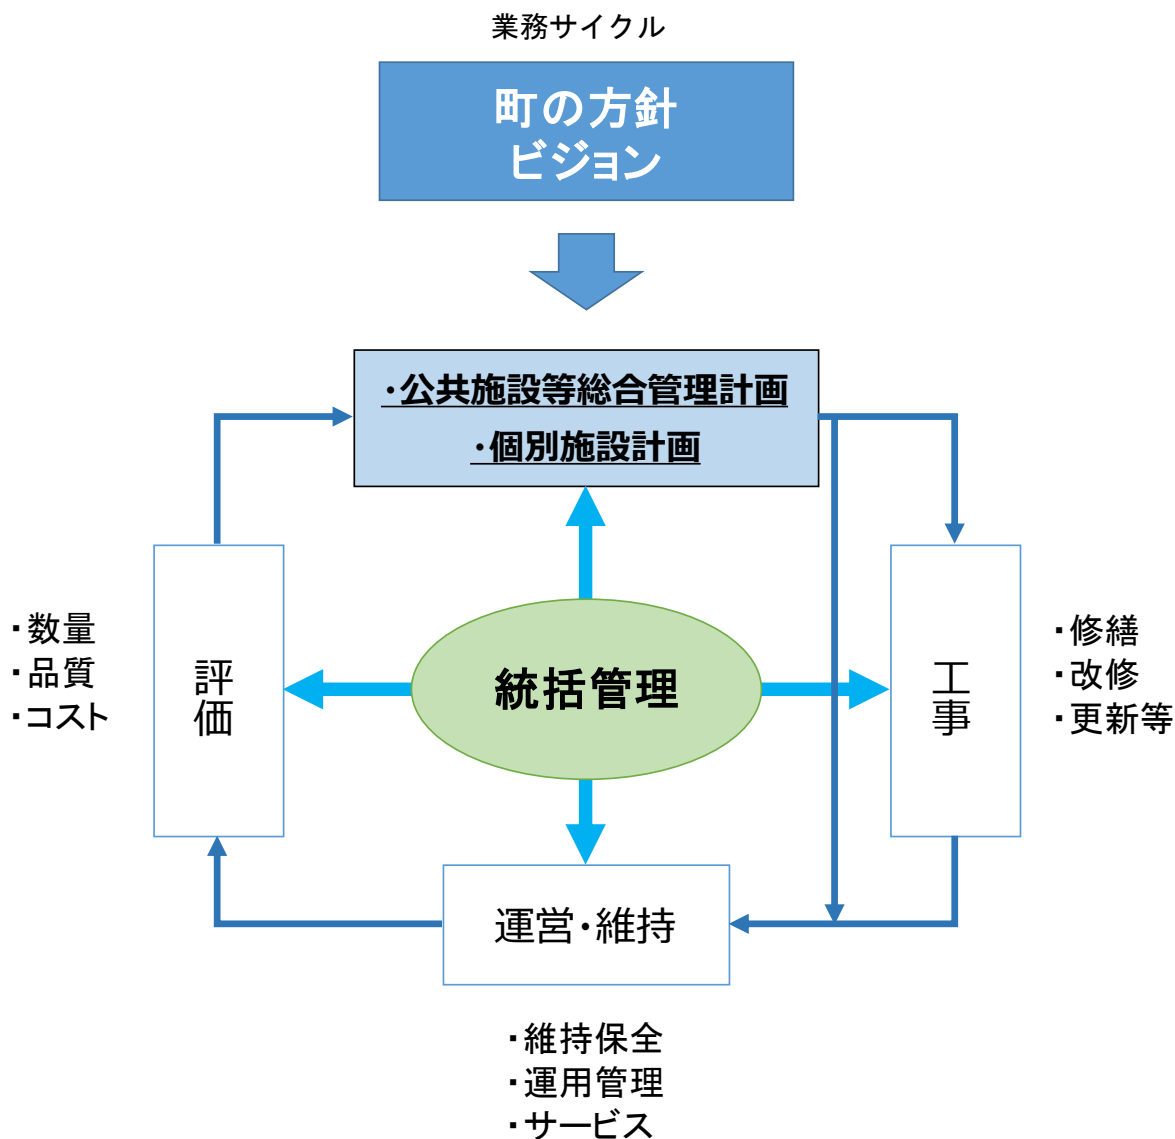 業務サイクル
町の方針
ビジョン
・公共施設等総合管理計画
・個別施設計画
・数量
・品質
・コスト
評価
統括管理
工事
・修繕
・改修
・更新等
運営・維持
・維持保全
・運用管理
・サービス